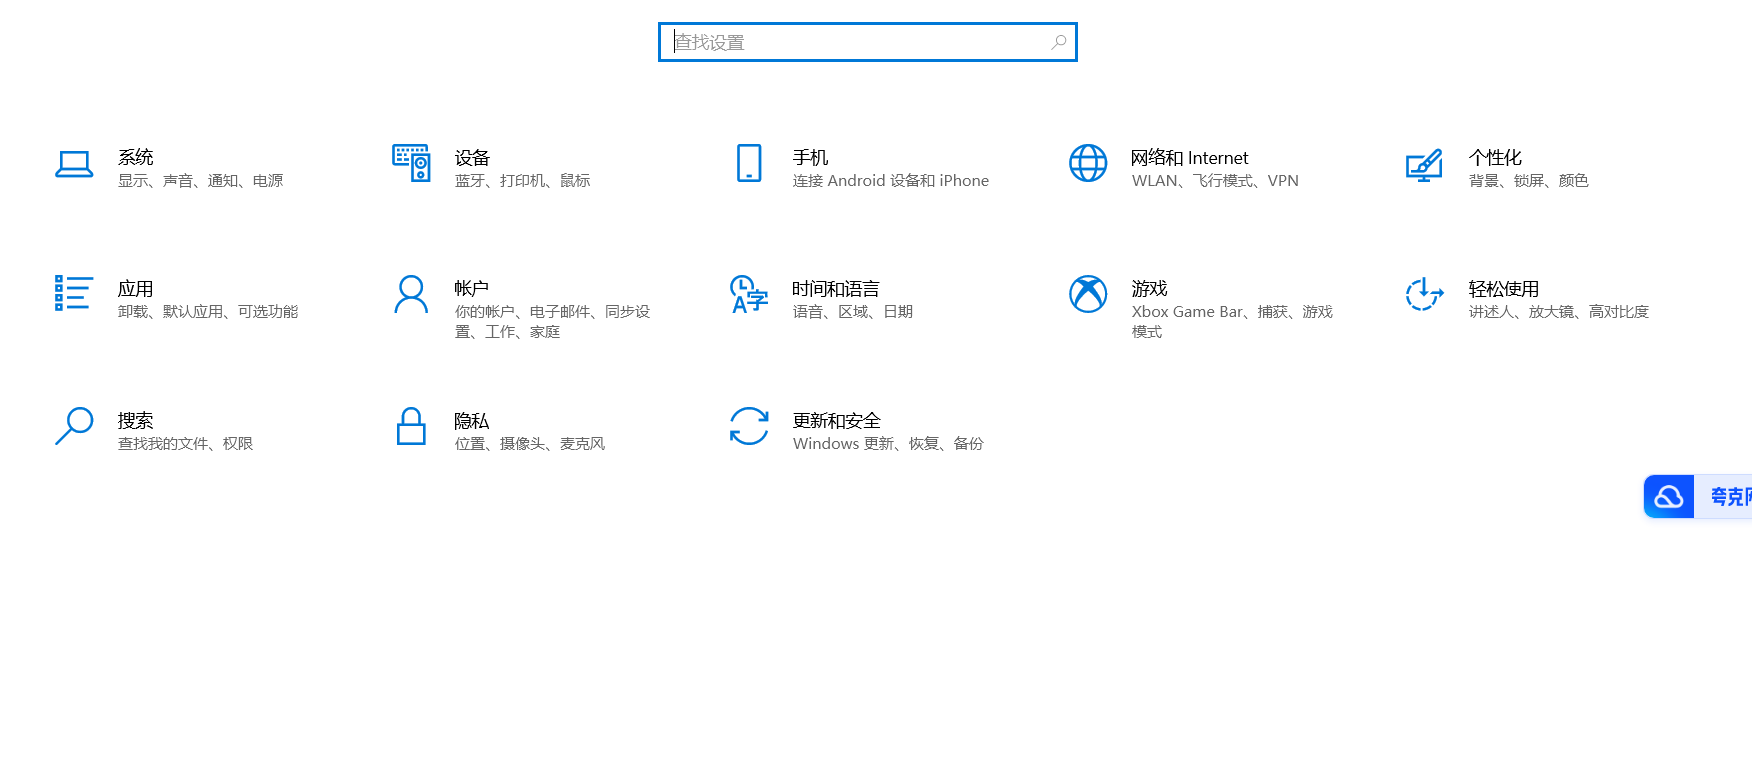 查找设置
系统
显示、声音、通知、电源
设备
蓝牙、打印机、鼠标
手机
连接 Android 设备和 iPhone
网络和 Internet
WLAN、飞行模式、VPN
个性化
背景、锁屏、颜色
应用
卸载、默认应用、可选功能
帐户
你的帐户、电子邮件、同步设
置、工作、家庭
时间和语言
语音、区域、日期
游戏
Xbox Game Bar、捕获、游戏
模式
轻松使用
讲述人、放大镜、高对比度
搜索
查找我的文件、权限
隐私
位置、摄像头、麦克风
更新和安全
Windows 更新、恢复、备份
夸克